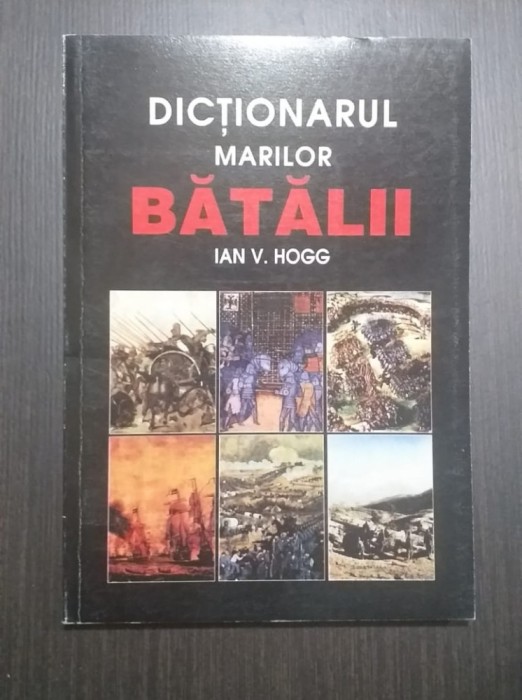 DICȚIONARUL
MARILOR
BĂTĂLII
IAN V. HOGG